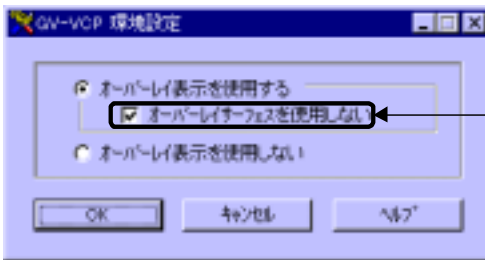 GV-VCP 環境設定
オーバーレイ表示を使用する
オーバーレイサーフェスを使用しない
オーバーレイ表示を使用しない
OK キャンセル ヘルプ